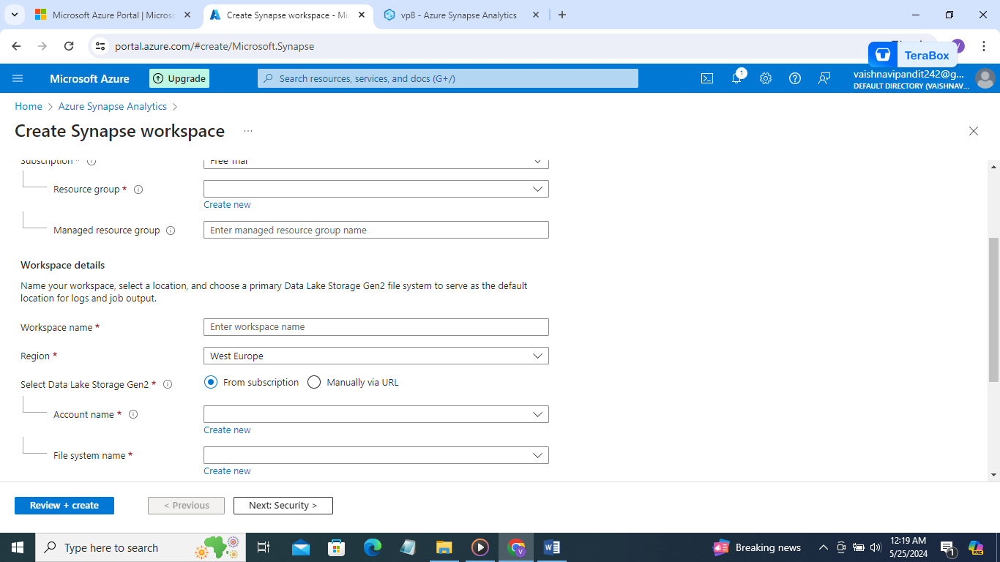 Microsoft Azure Portal | Micros
Create Synapse workspace - Mi
vp8 - Azure Synapse Analytics
portal.azure.com/#create/Microsoft.Synapse
TeraBox
Microsoft Azure
Upgrade
Search resources, services, and docs (G+/)
1
vaishnavipandit242@g...
DEFAULT DIRECTORY (VAISHNAV...
Home > Azure Synapse Analytics >
Create Synapse workspace ...
Subscription * Free Trial
Resource group *
Create new
Managed resource group Enter managed resource group name
Workspace details
Name your workspace, select a location, and choose a primary Data Lake Storage Gen2 file system to serve as the default
location for logs and job output.
Workspace name * Enter workspace name
Region * West Europe
Select Data Lake Storage Gen2 * From subscription Manually via URL
Account name *
Create new
File system name *
Create new
Review + create < Previous Next: Security >
Type here to search
Breaking news
12:19 AM
5/25/2024
1
PRE